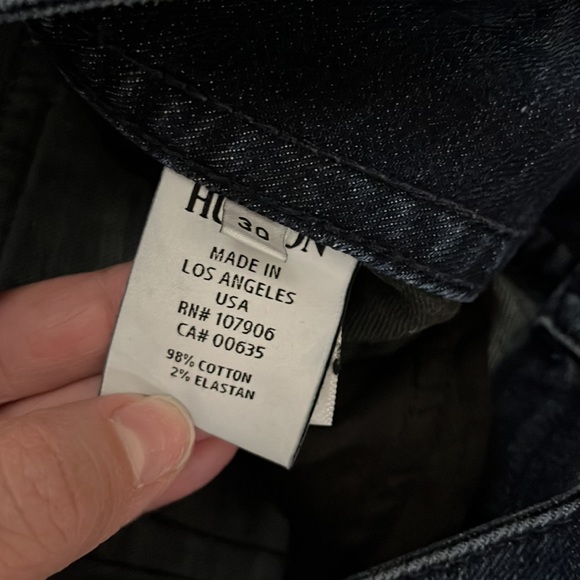 30
MADE IN
LOS ANGELES
USA
RN# 107906
CA# 00635
98% COTTON
2% ELASTAN